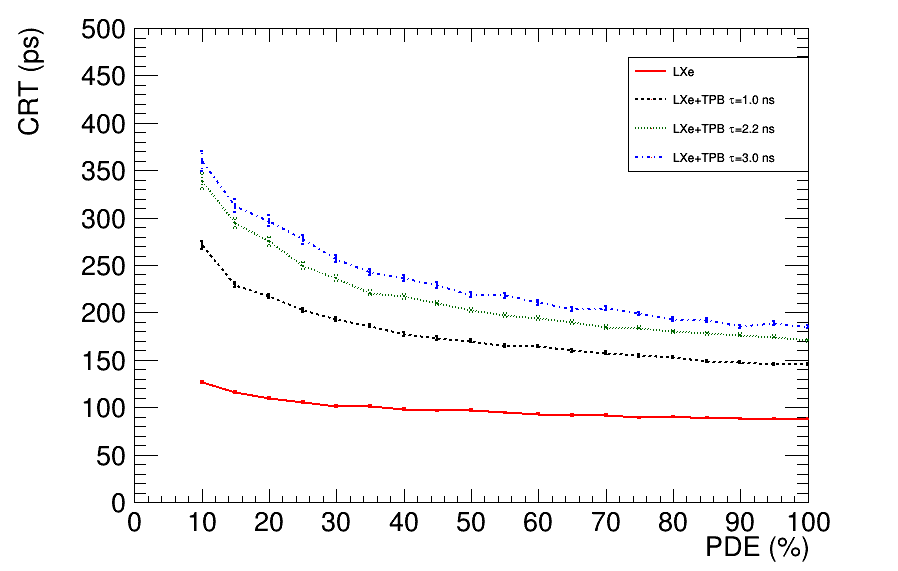 CRT (ps)
500
450
400
350
300
250
200
150
100
50
0
LXe
LXe+TPB τ=1.0 ns
LXe+TPB τ=2.2 ns
LXe+TPB τ=3.0 ns
0 10 20 30 40 50 60 70 80 90 100
PDE (%)